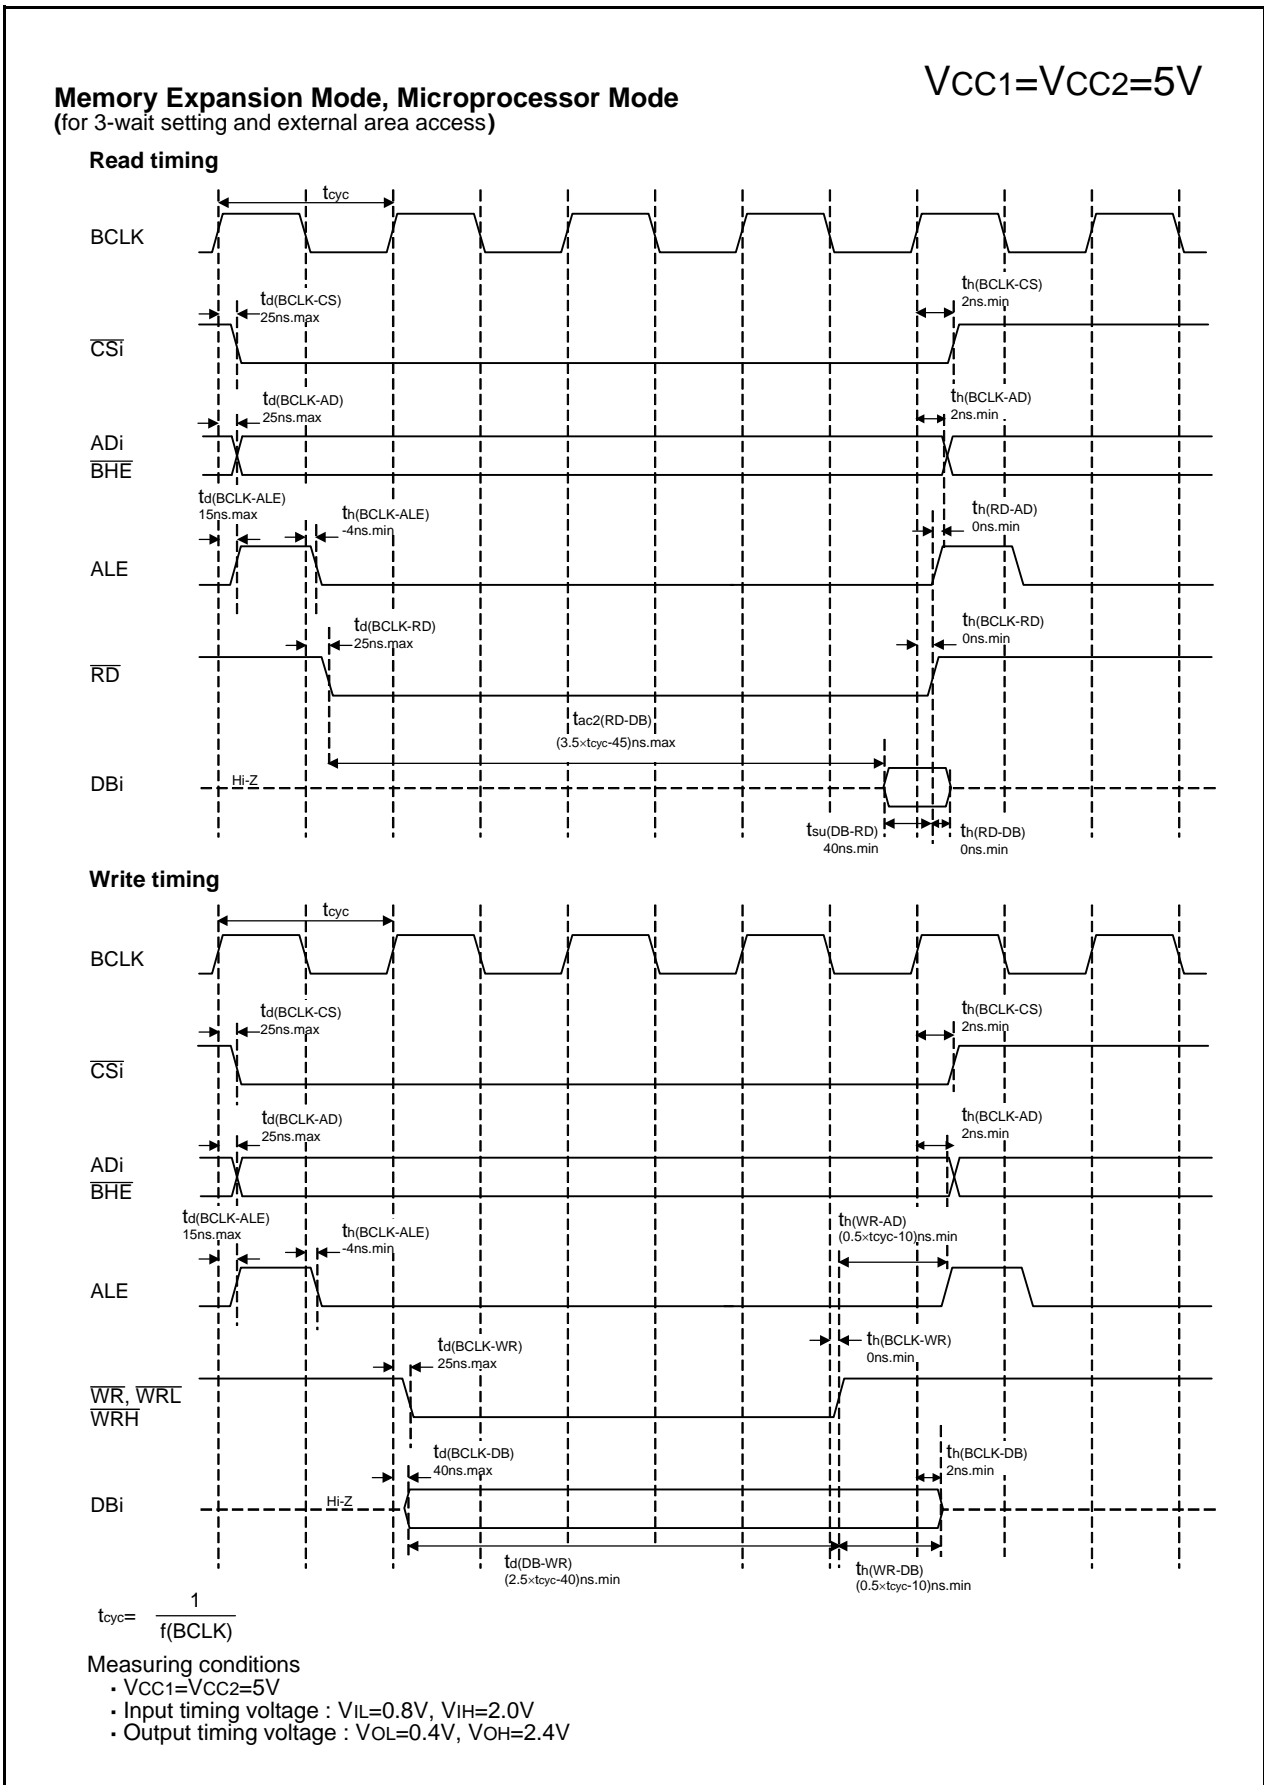 VCC1=VCC2=5V
Memory Expansion Mode, Microprocessor Mode
(for 3-wait setting and external area access)
Read timing
tcyc
BCLK
td(BCLK-CS)
25ns.max
th(BCLK-CS)
2ns.min
CSi
td(BCLK-AD)
25ns.max
th(BCLK-AD)
2ns.min
ADi
BHE
td(BCLK-ALE)
15ns.max
th(BCLK-ALE)
-4ns.min
th(RD-AD)
0ns.min
ALE
td(BCLK-RD)
25ns.max
th(BCLK-RD)
0ns.min
RD
tac2(RD-DB)
(3.5×tcyc-45)ns.max
DBi
Hi-Z
tsu(DB-RD)
40ns.min
th(RD-DB)
0ns.min
Write timing
tcyc
BCLK
td(BCLK-CS)
25ns.max
th(BCLK-CS)
2ns.min
CSi
td(BCLK-AD)
25ns.max
th(BCLK-AD)
2ns.min
ADi
BHE
td(BCLK-ALE)
15ns.max
th(BCLK-ALE)
-4ns.min
th(WR-AD)
(0.5×tcyc-10)ns.min
ALE
td(BCLK-WR)
25ns.max
th(BCLK-WR)
0ns.min
WR, WRL
WRH
td(BCLK-DB)
40ns.max
th(BCLK-DB)
2ns.min
DBi
Hi-Z
td(DB-WR)
(2.5×tcyc-40)ns.min
th(WR-DB)
(0.5×tcyc-10)ns.min
tcyc= 1
f(BCLK)
Measuring conditions
· VCC1=VCC2=5V
· Input timing voltage : VIL=0.8V, VIH=2.0V
· Output timing voltage : VOL=0.4V, VOH=2.4V